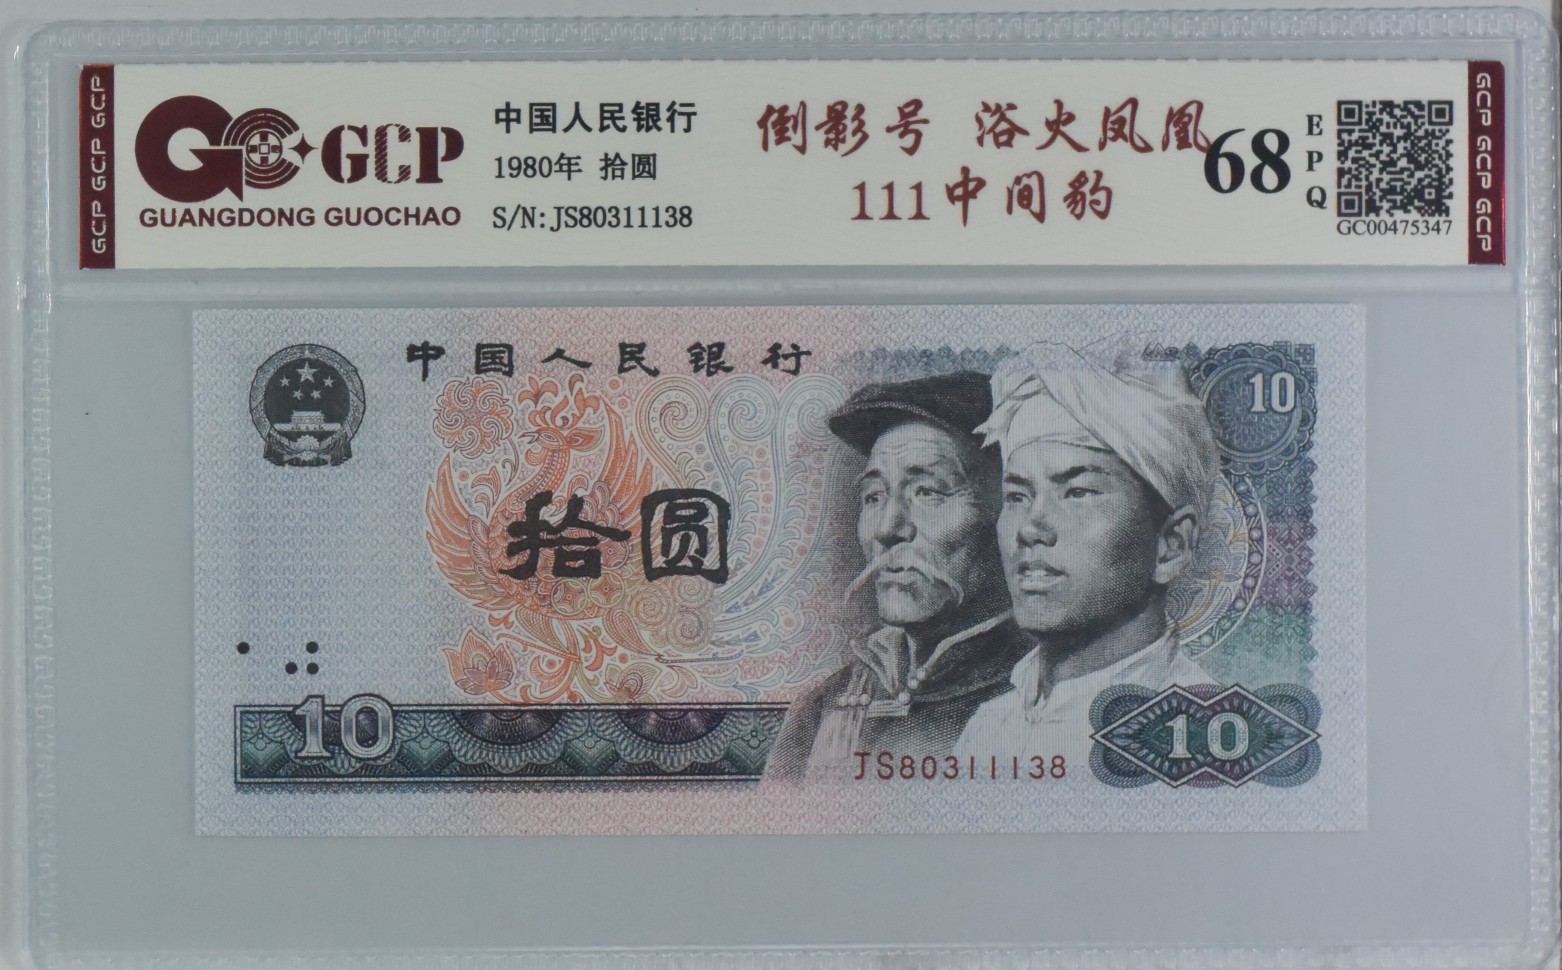 GCP GCP GCP
GCP
GUANGDONG GUOCHAO
中国人民银行
1980年 拾圆
S/N:JS80311138
倒影号 浴火凤凰
111中间豹
68
EPQ
GC00475347
GCP GCP GCP
中国人民银行
10
拾圆
10
JS80311138
10